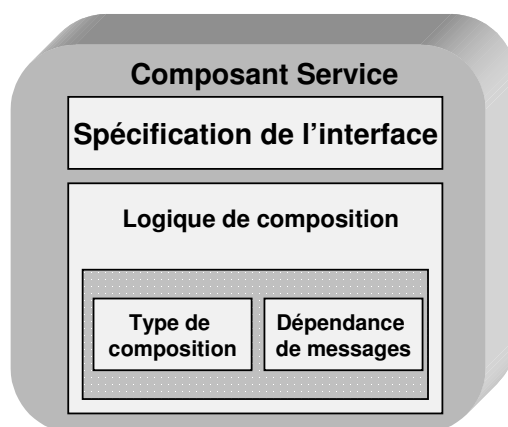 Composant Service
Spécification de l’interface
Logique de composition
Type de
composition
Dépendance
de messages